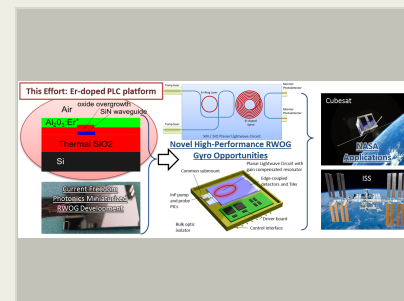 This Effort: Er-doped PLC platform
Air
oxide overgrowth
SiN waveguide
Al2O3 Er+
Thermal SiO2
Si
Current Freedom
Photonics Miniaturized
RWOG Development
Novel High-Performance RWOG
Gyro Opportunities
Common submount
Planar Lightwave Circuit with
gain compensated resonator
Edge-coupled
detectors and TIAs
InP pump
and probe
PICs
Bulk optic
isolator
Driver board
Control interface
Cubesat
NASA
Applications
ISS